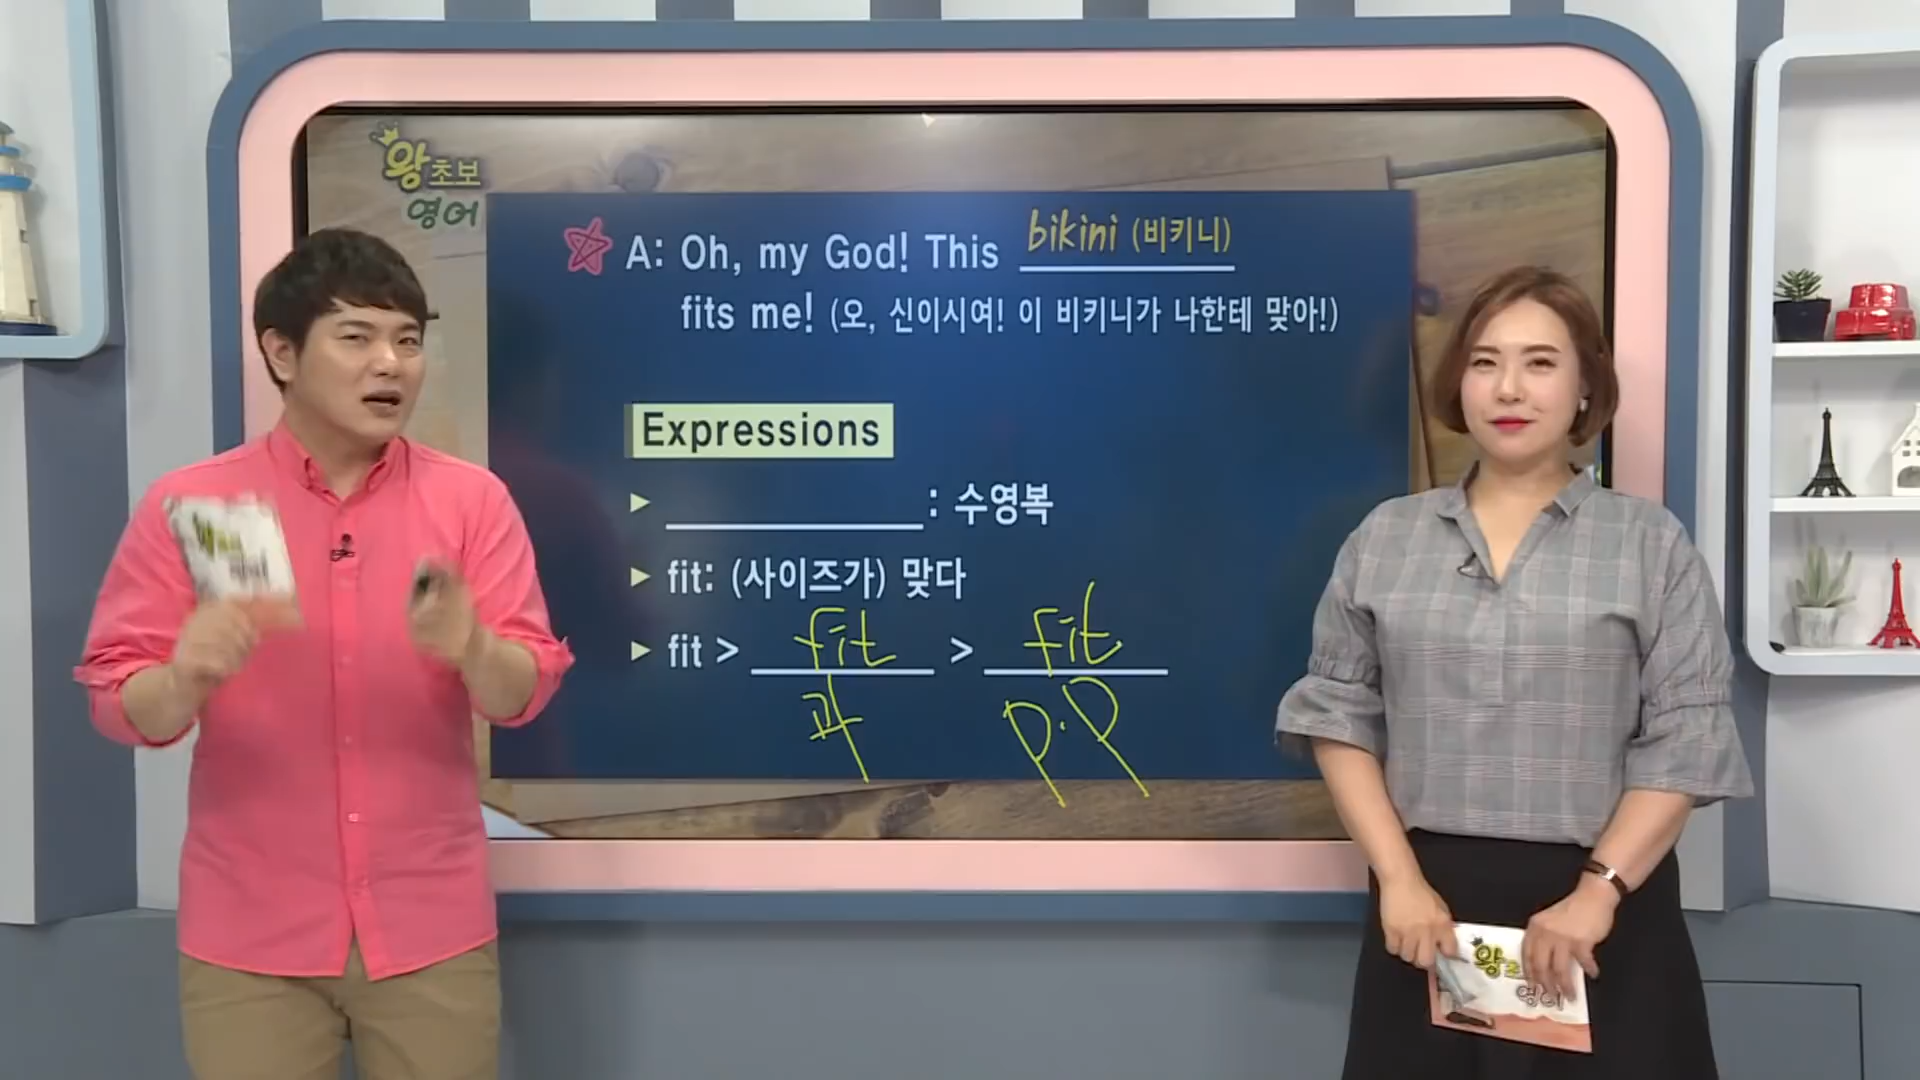 왕초보
영어
A: Oh, my God! This bikini (비키니)
fits me! (오, 신이시여! 이 비키니가 나한테 맞아!)
Expressions
► ____________ : 수영복
► fit: (사이즈가) 맞다
► fit > fit > fit
과 p.p
왕초
영어